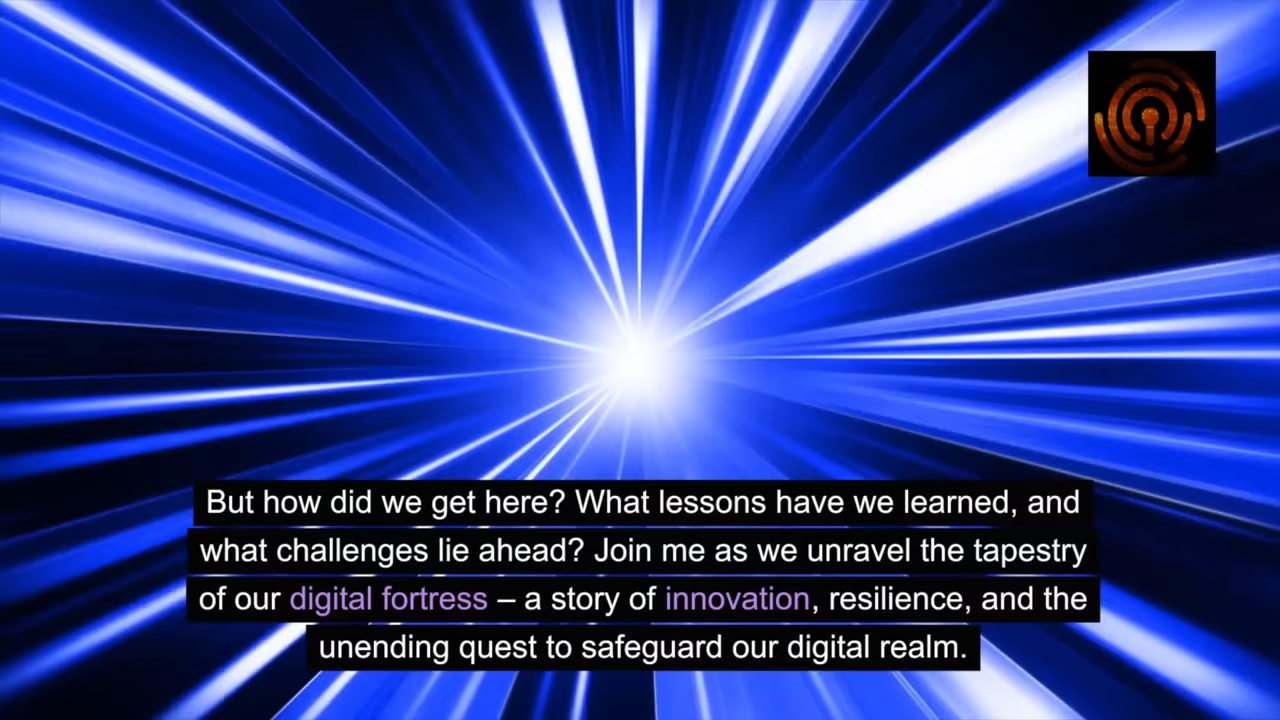 But how did we get here? What lessons have we learned, and
what challenges lie ahead? Join me as we unravel the tapestry
of our digital fortress – a story of innovation, resilience, and the
unending quest to safeguard our digital realm.